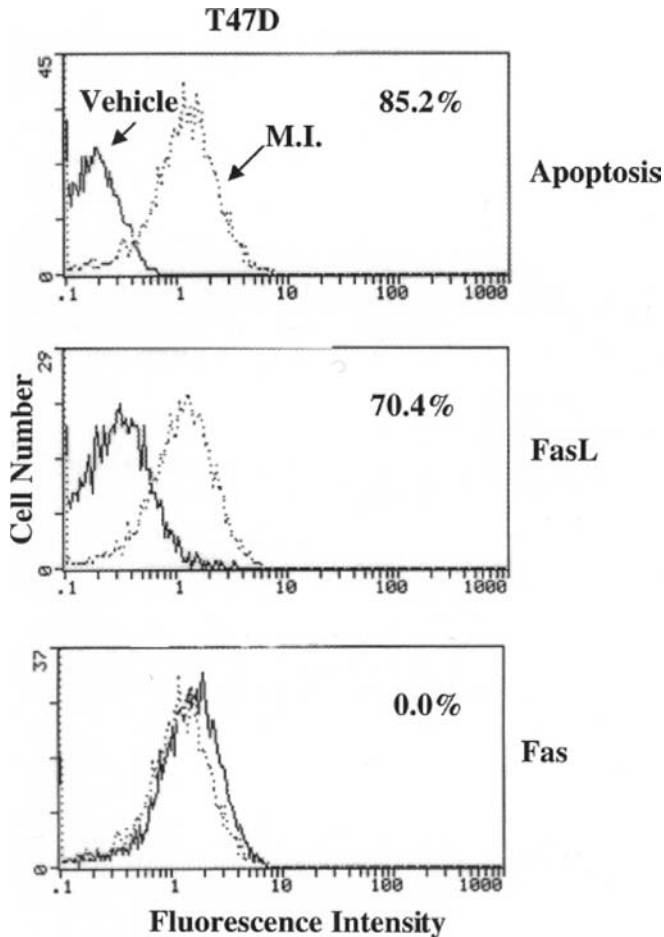 T47D
45
Vehicle
M.I.
85.2%
Apoptosis
0
.1 1 10 100 1000
29
70.4%
FasL
Cell Number
0
.1 1 10 100 1000
37
0.0%
Fas
0
.1 1 10 100 1000
Fluorescence Intensity